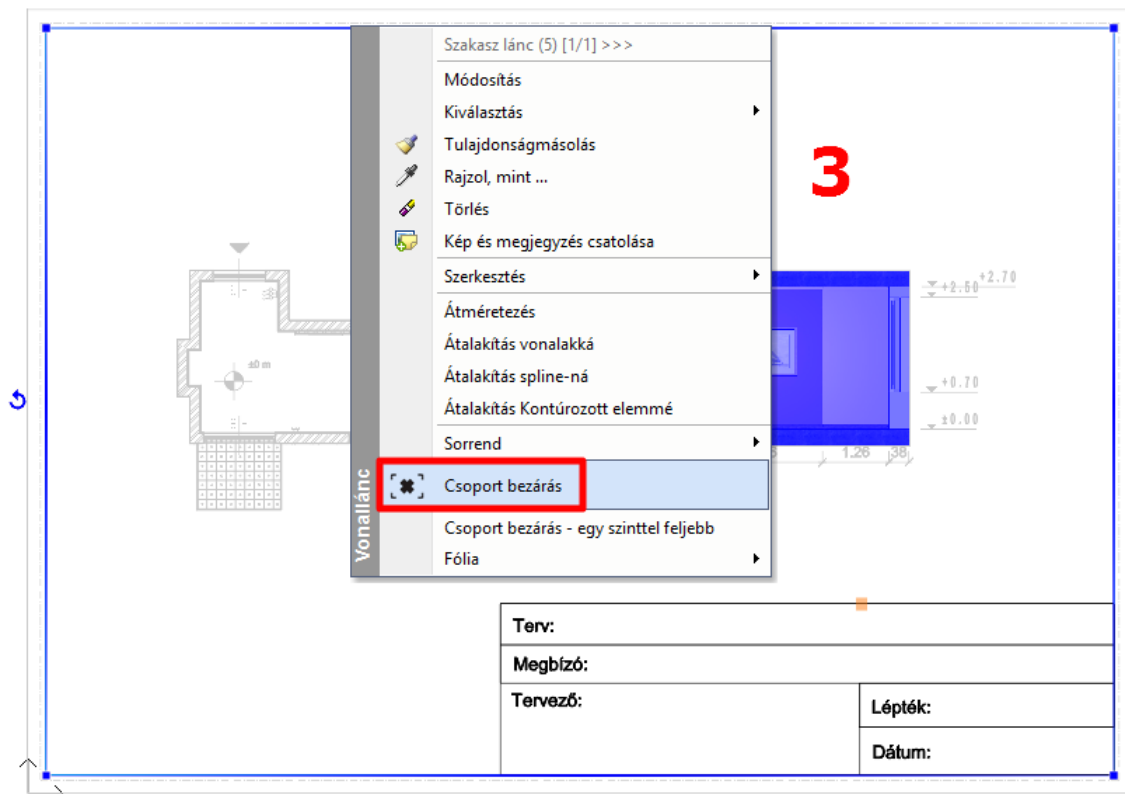 Szakasz lánc (5) [1/1] >>>
Módosítás
Kiválasztás
Tulajdonságmásolás
Rajzol, mint ...
Törlés
Kép és megjegyzés csatolása
Szerkesztés
Átméretezés
Átalakítás vonalakká
Átalakítás spline-ná
Átalakítás Kontúrozott elemmé
Sorrend
Csoport bezárás
Csoport bezárás - egy szinttel feljebb
Fólia
Vonallánc
3
±0 m
+2.70
+2.50
+0.70
±0.00
1.26
38
Terv:
Megbízó:
Tervező:
Lépték:
Dátum: